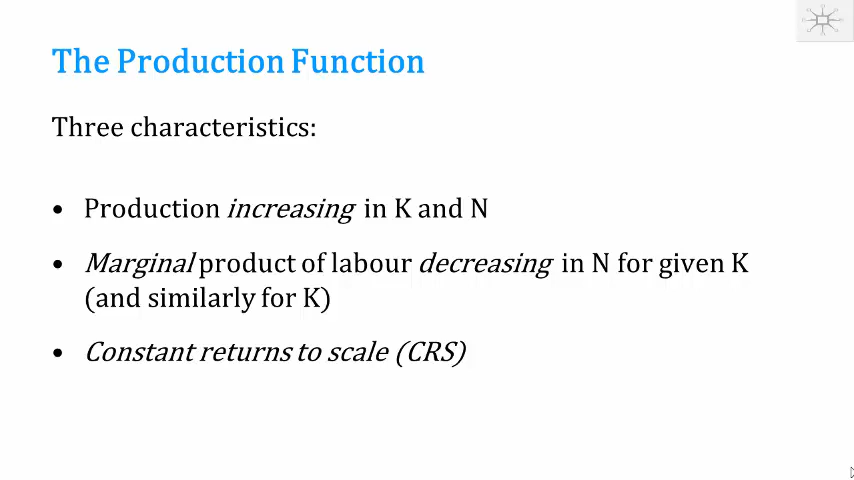 The Production Function
Three characteristics:
• Production increasing in K and N
• Marginal product of labour decreasing in N for given K
(and similarly for K)
• Constant returns to scale (CRS)